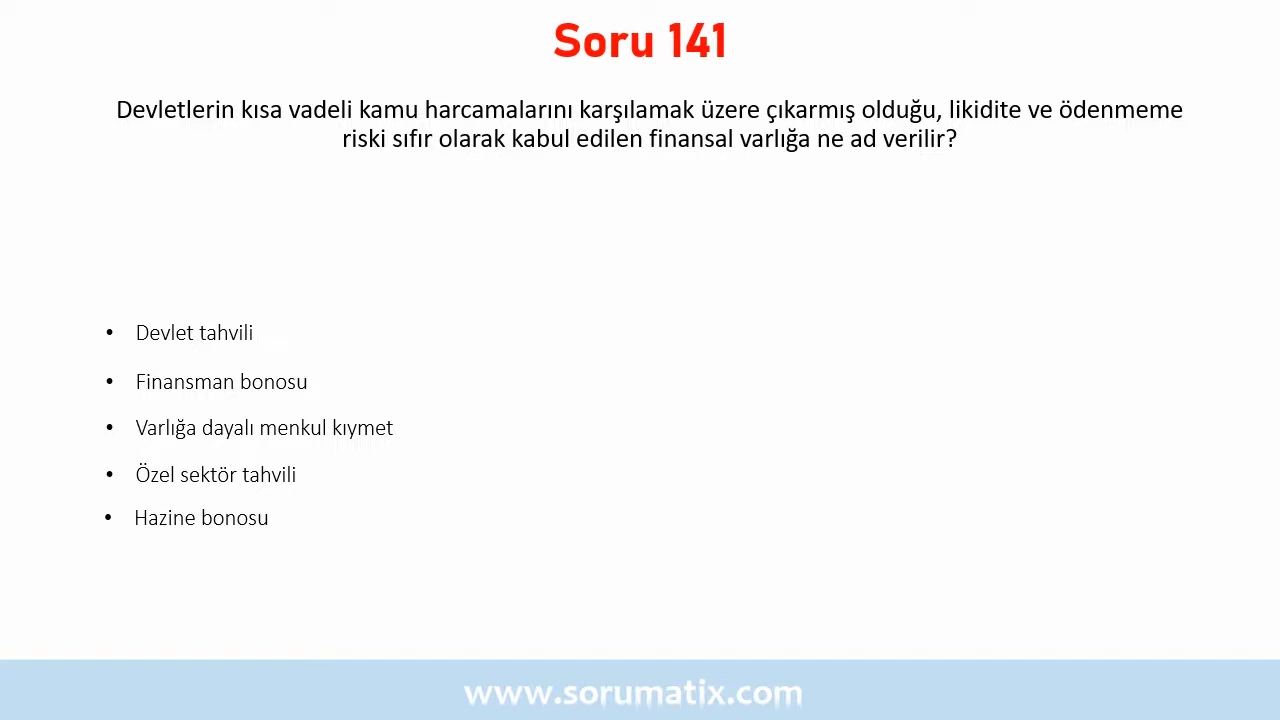 Soru 141
Devletlerin kısa vadeli kamu harcamalarını karşılamak üzere çıkarmış olduğu, likidite ve ödenmeme
riski sıfır olarak kabul edilen finansal varlığa ne ad verilir?
• Devlet tahvili
• Finansman bonosu
• Varlığa dayalı menkul kıymet
• Özel sektör tahvili
• Hazine bonosu
www.sorumatix.com